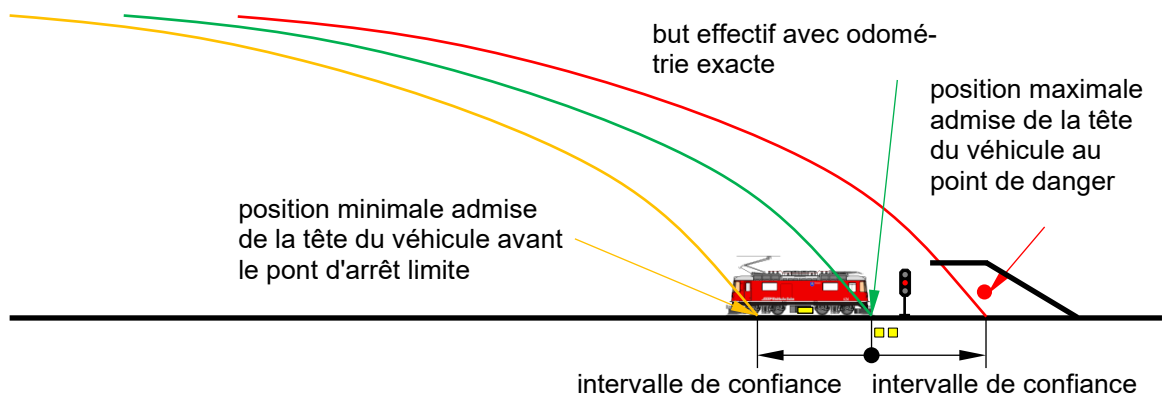 but effectif avec odomé-
trie exacte
position maximale
admise de la tête
du véhicule au
point de danger
position minimale admise
de la tête du véhicule avant
le pont d'arrêt limite
intervalle de confiance
intervalle de confiance